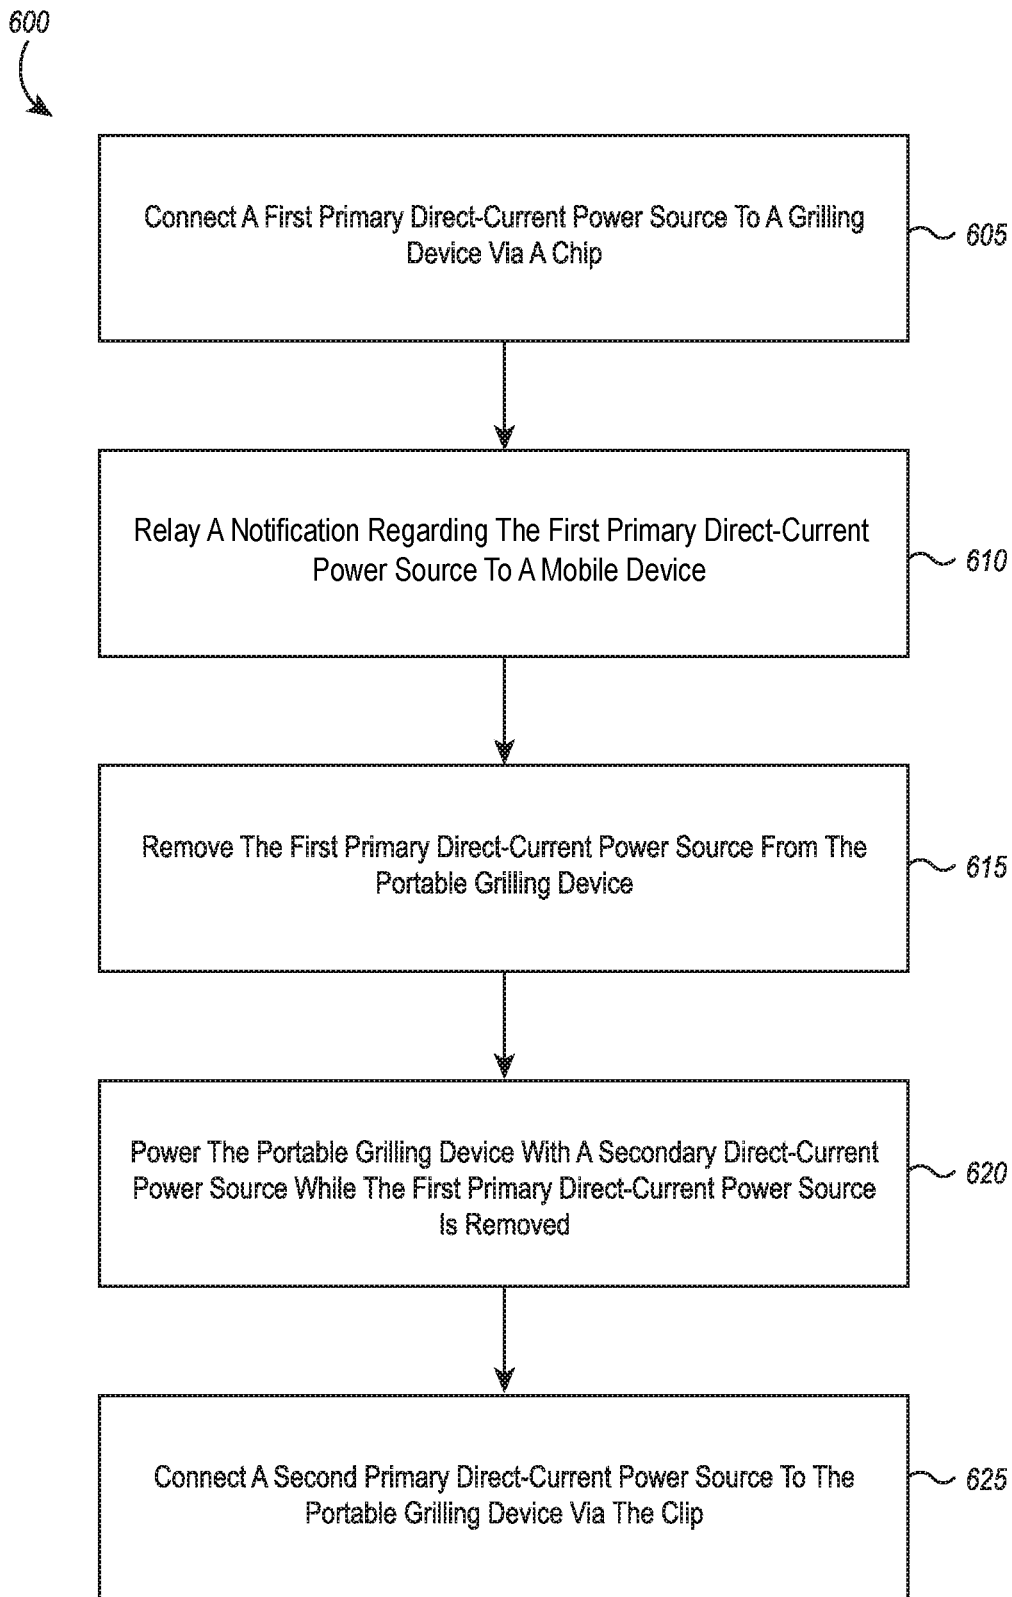 600
Connect A First Primary Direct-Current Power Source To A Grilling
Device Via A Chip
605
Relay A Notification Regarding The First Primary Direct-Current
Power Source To A Mobile Device
610
Remove The First Primary Direct-Current Power Source From The
Portable Grilling Device
615
Power The Portable Grilling Device With A Secondary Direct-Current
Power Source While The First Primary Direct-Current Power Source
Is Removed
620
Connect A Second Primary Direct-Current Power Source To The
Portable Grilling Device Via The Clip
625